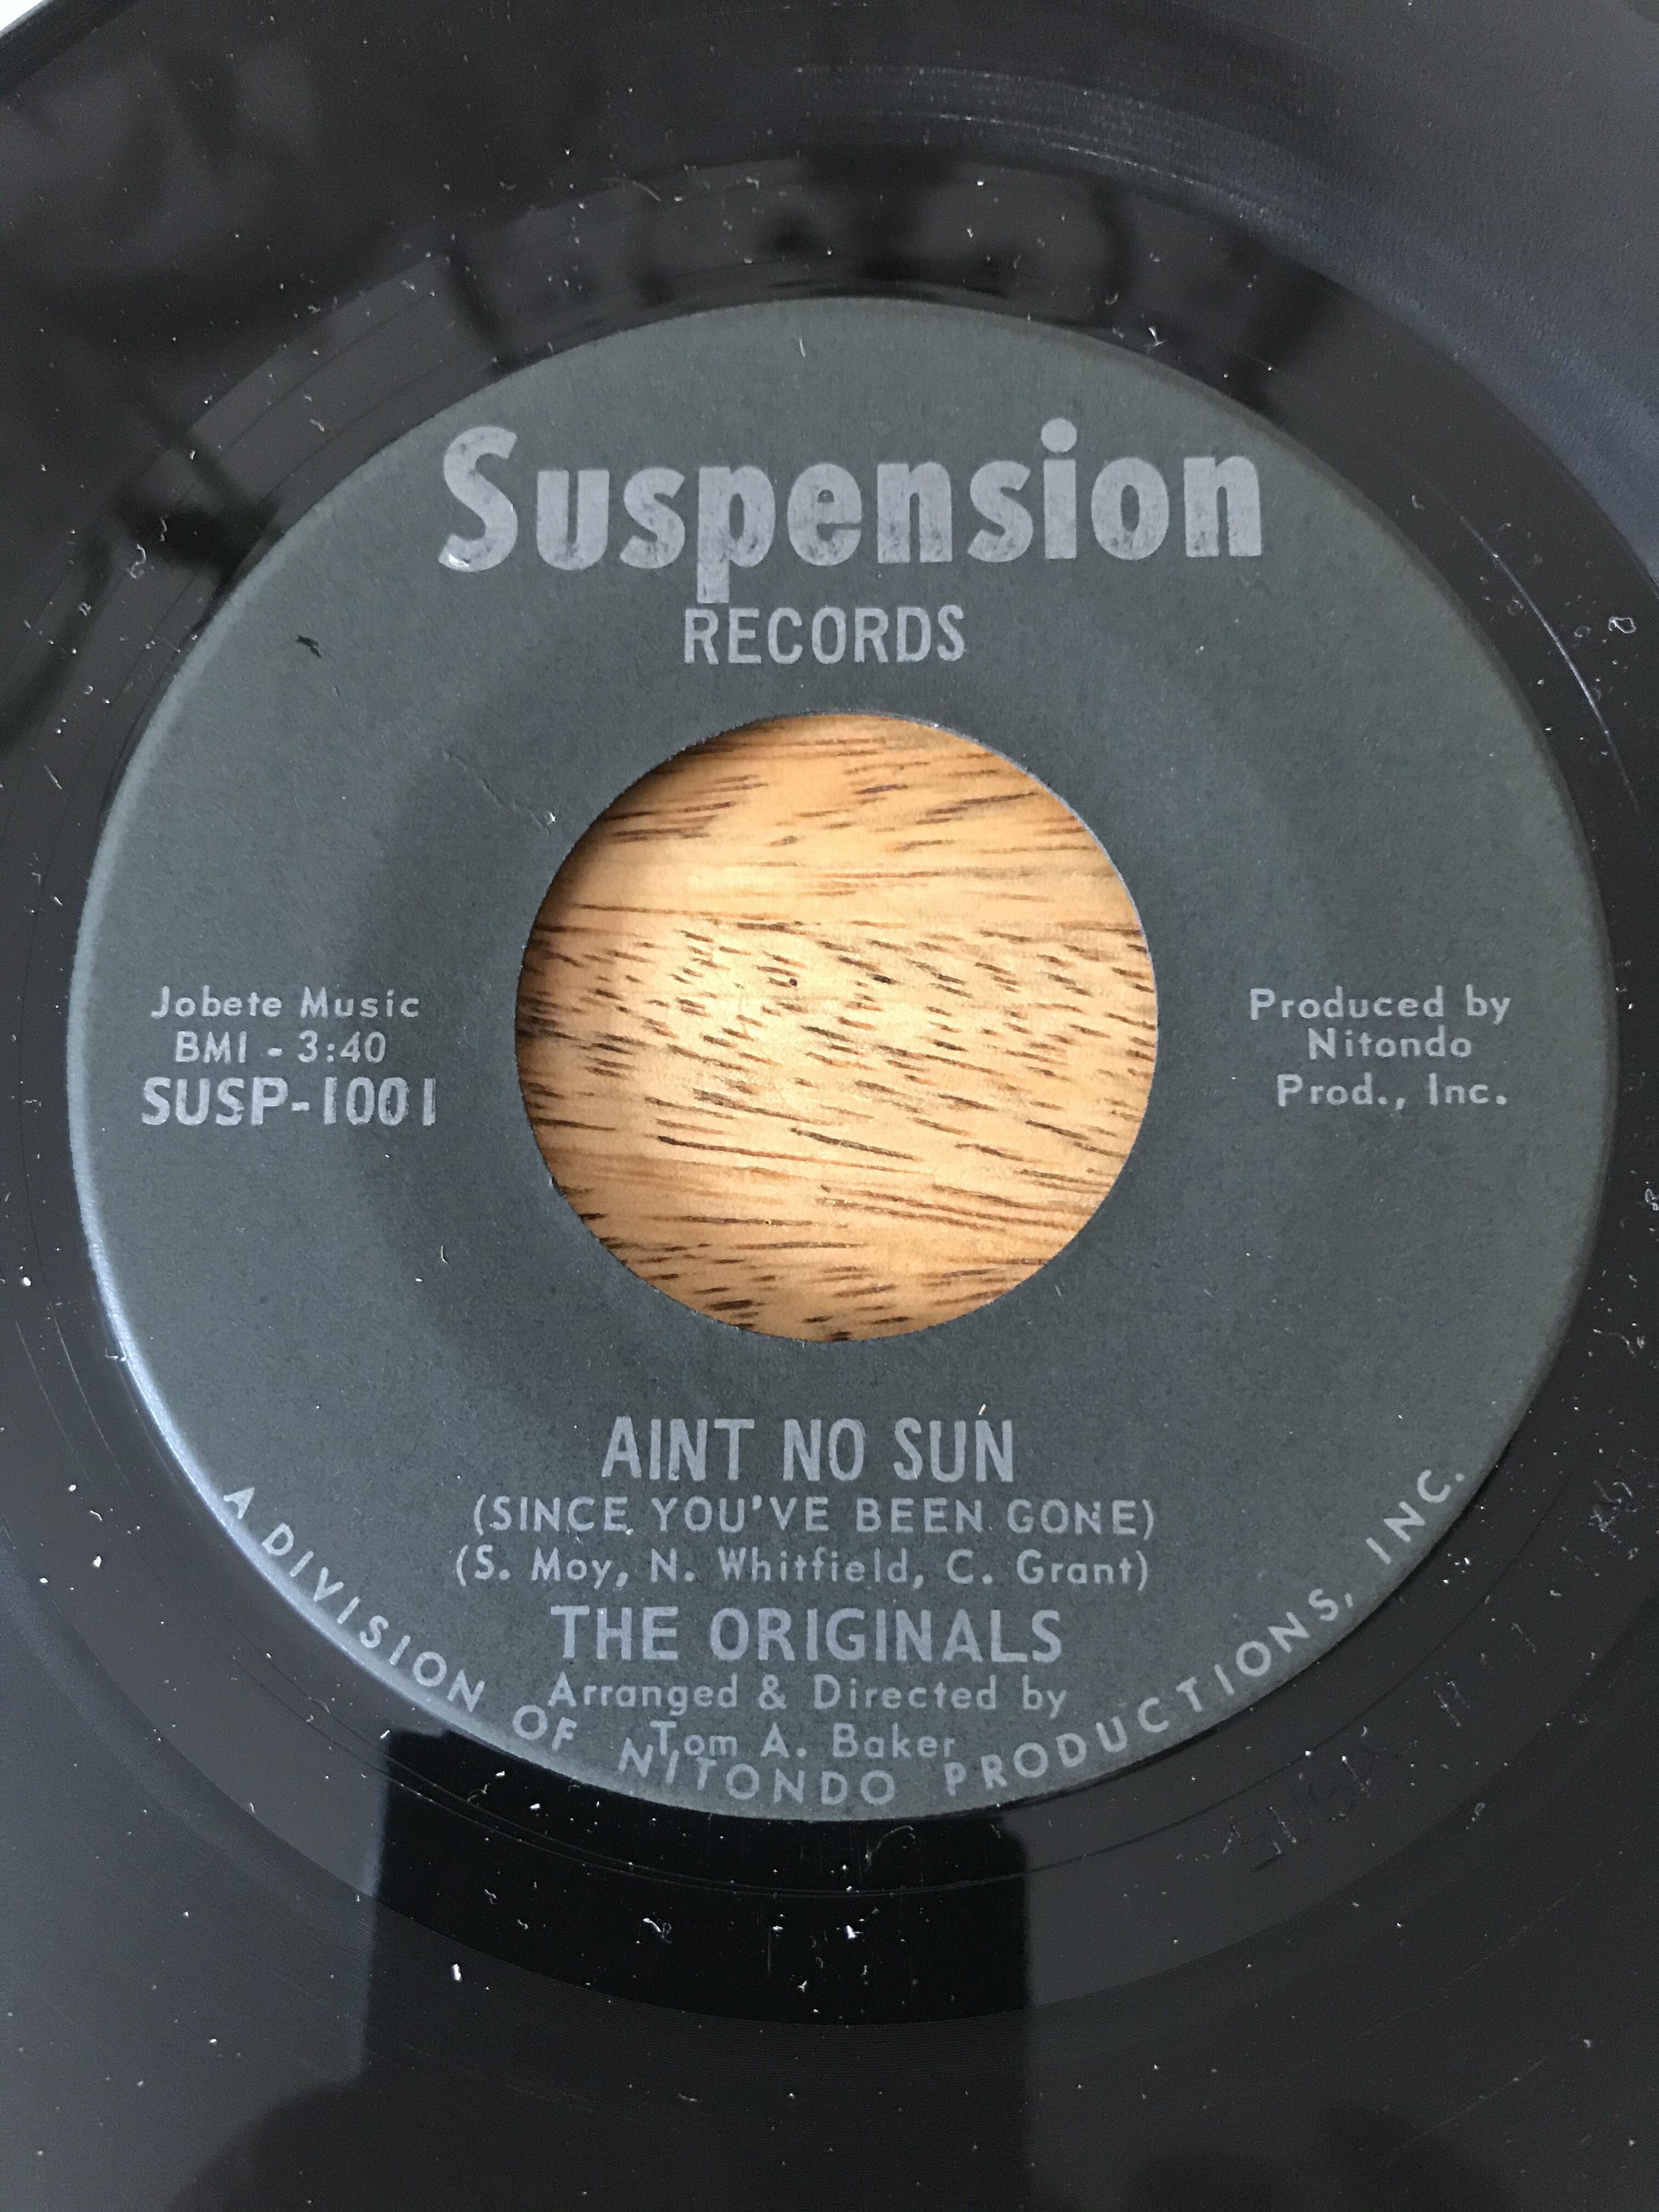 Suspension
RECORDS
Jobete Music
BMI - 3:40
SUSP-1001
Produced by
Nitondo
Prod., Inc.
AINT NO SUN
(SINCE YOU'VE BEEN GONE)
(S. Moy, N. Whitfield, C. Grant)
THE ORIGINALS
Arranged & Directed by
Tom A. Baker
A DIVISION OF NITONDO PRODUCTIONS, INC.